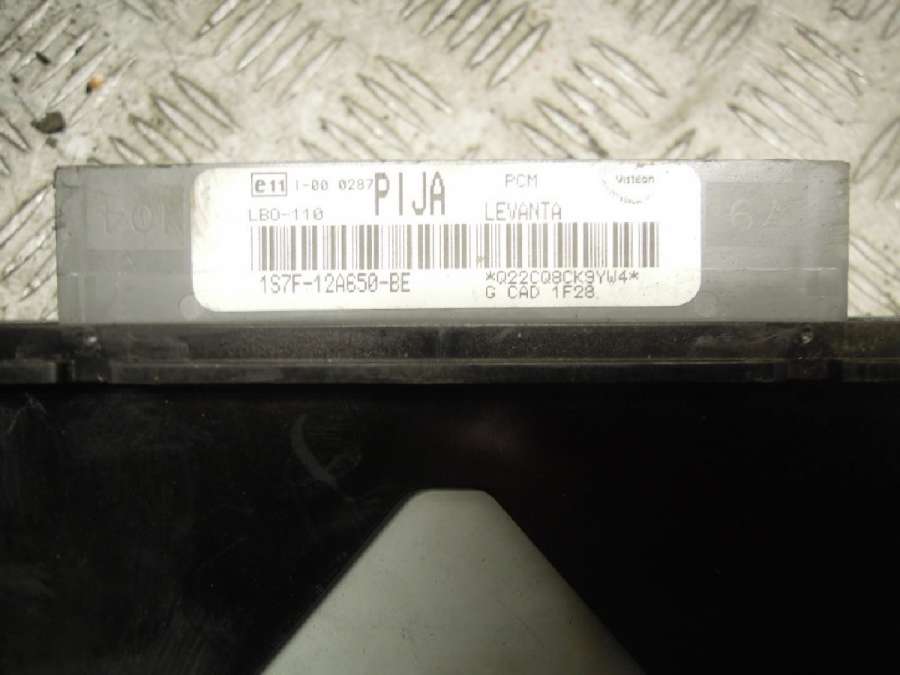 e11 I-00 0287 PIJA PCM Visteon
LBO-110 LEVANTA
1S7F-12A650-BE *Q22CQ8CK9YW4*
G CAD 1F28